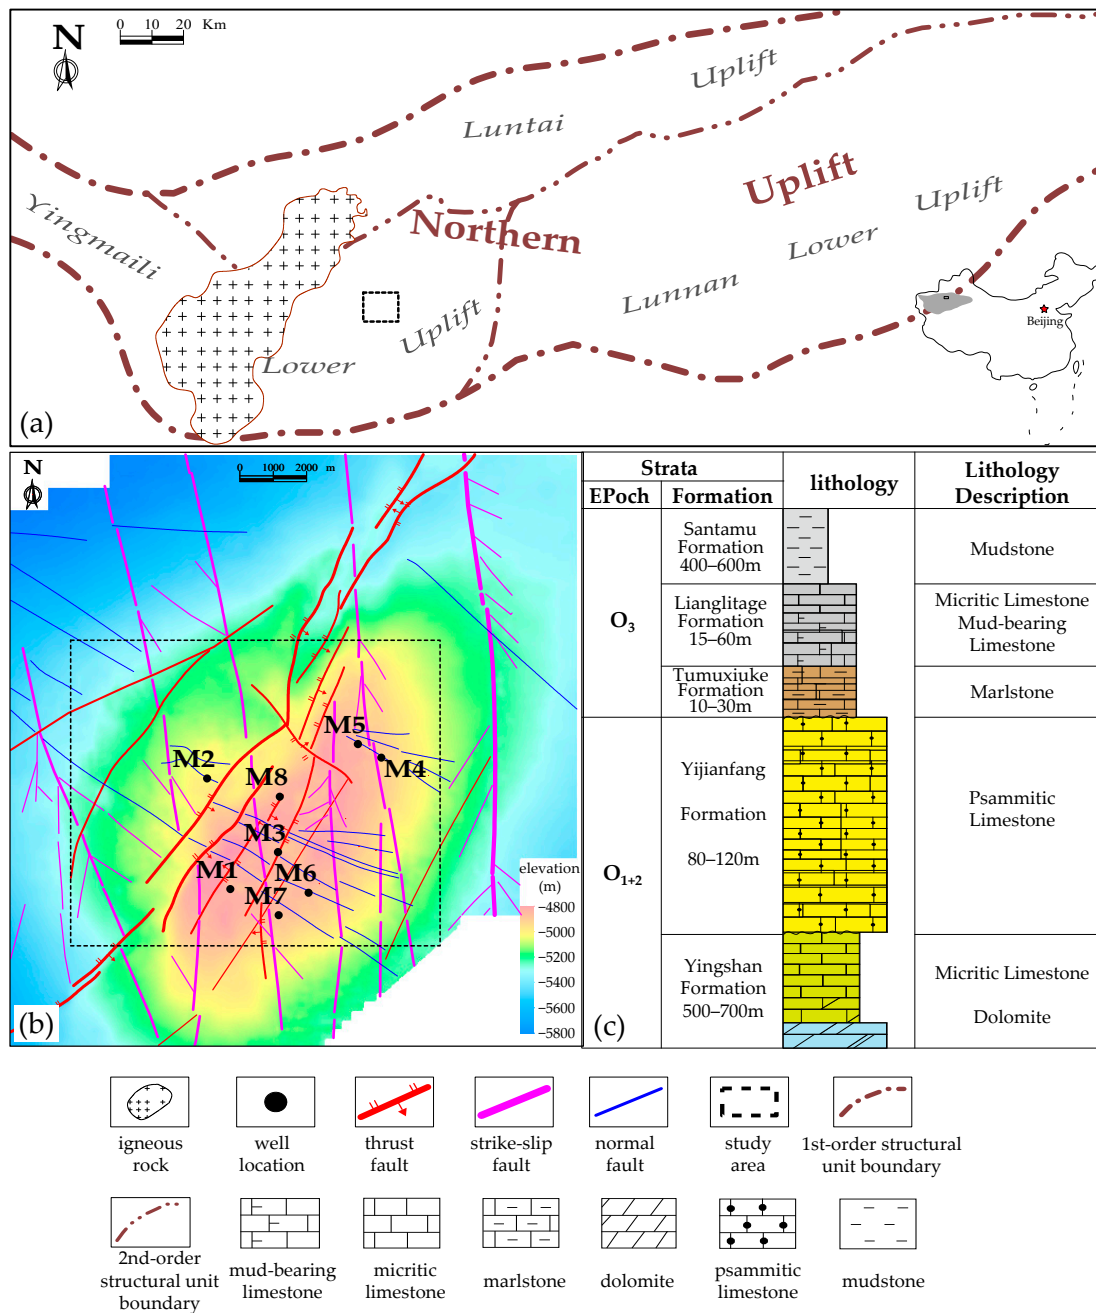 N
0 10 20 Km
Uplift
Luntai
Uplift
Uplift
Yingmaili
Northern
Lower
Lunnan
Uplift
Lower
Beijing
(a)
N
0 1000 2000 m
M5
M2
M4
M8
M3
M1
M6
M7
elevation
(m)
−4800
−5000
−5200
−5400
−5600
−5800
(b)
Strata
lithology
Lithology
Description
EPoch
Formation
Santamu
Formation
400–600m
Mudstone
O3
Lianglitage
Formation
15–60m
Micritic Limestone
Mud-bearing
Limestone
Tumuxiuke
Formation
10–30m
Marlstone
O1+2
Yijianfang
Formation
80–120m
Psammitic
Limestone
Yingshan
Formation
500–700m
Micritic Limestone
Dolomite
(c)
igneous
rock
well
location
thrust
fault
strike-slip
fault
normal
fault
study
area
1st-order structural
unit boundary
2nd-order
structural unit
boundary
mud-bearing
limestone
micritic
limestone
marlstone
dolomite
psammitic
limestone
mudstone